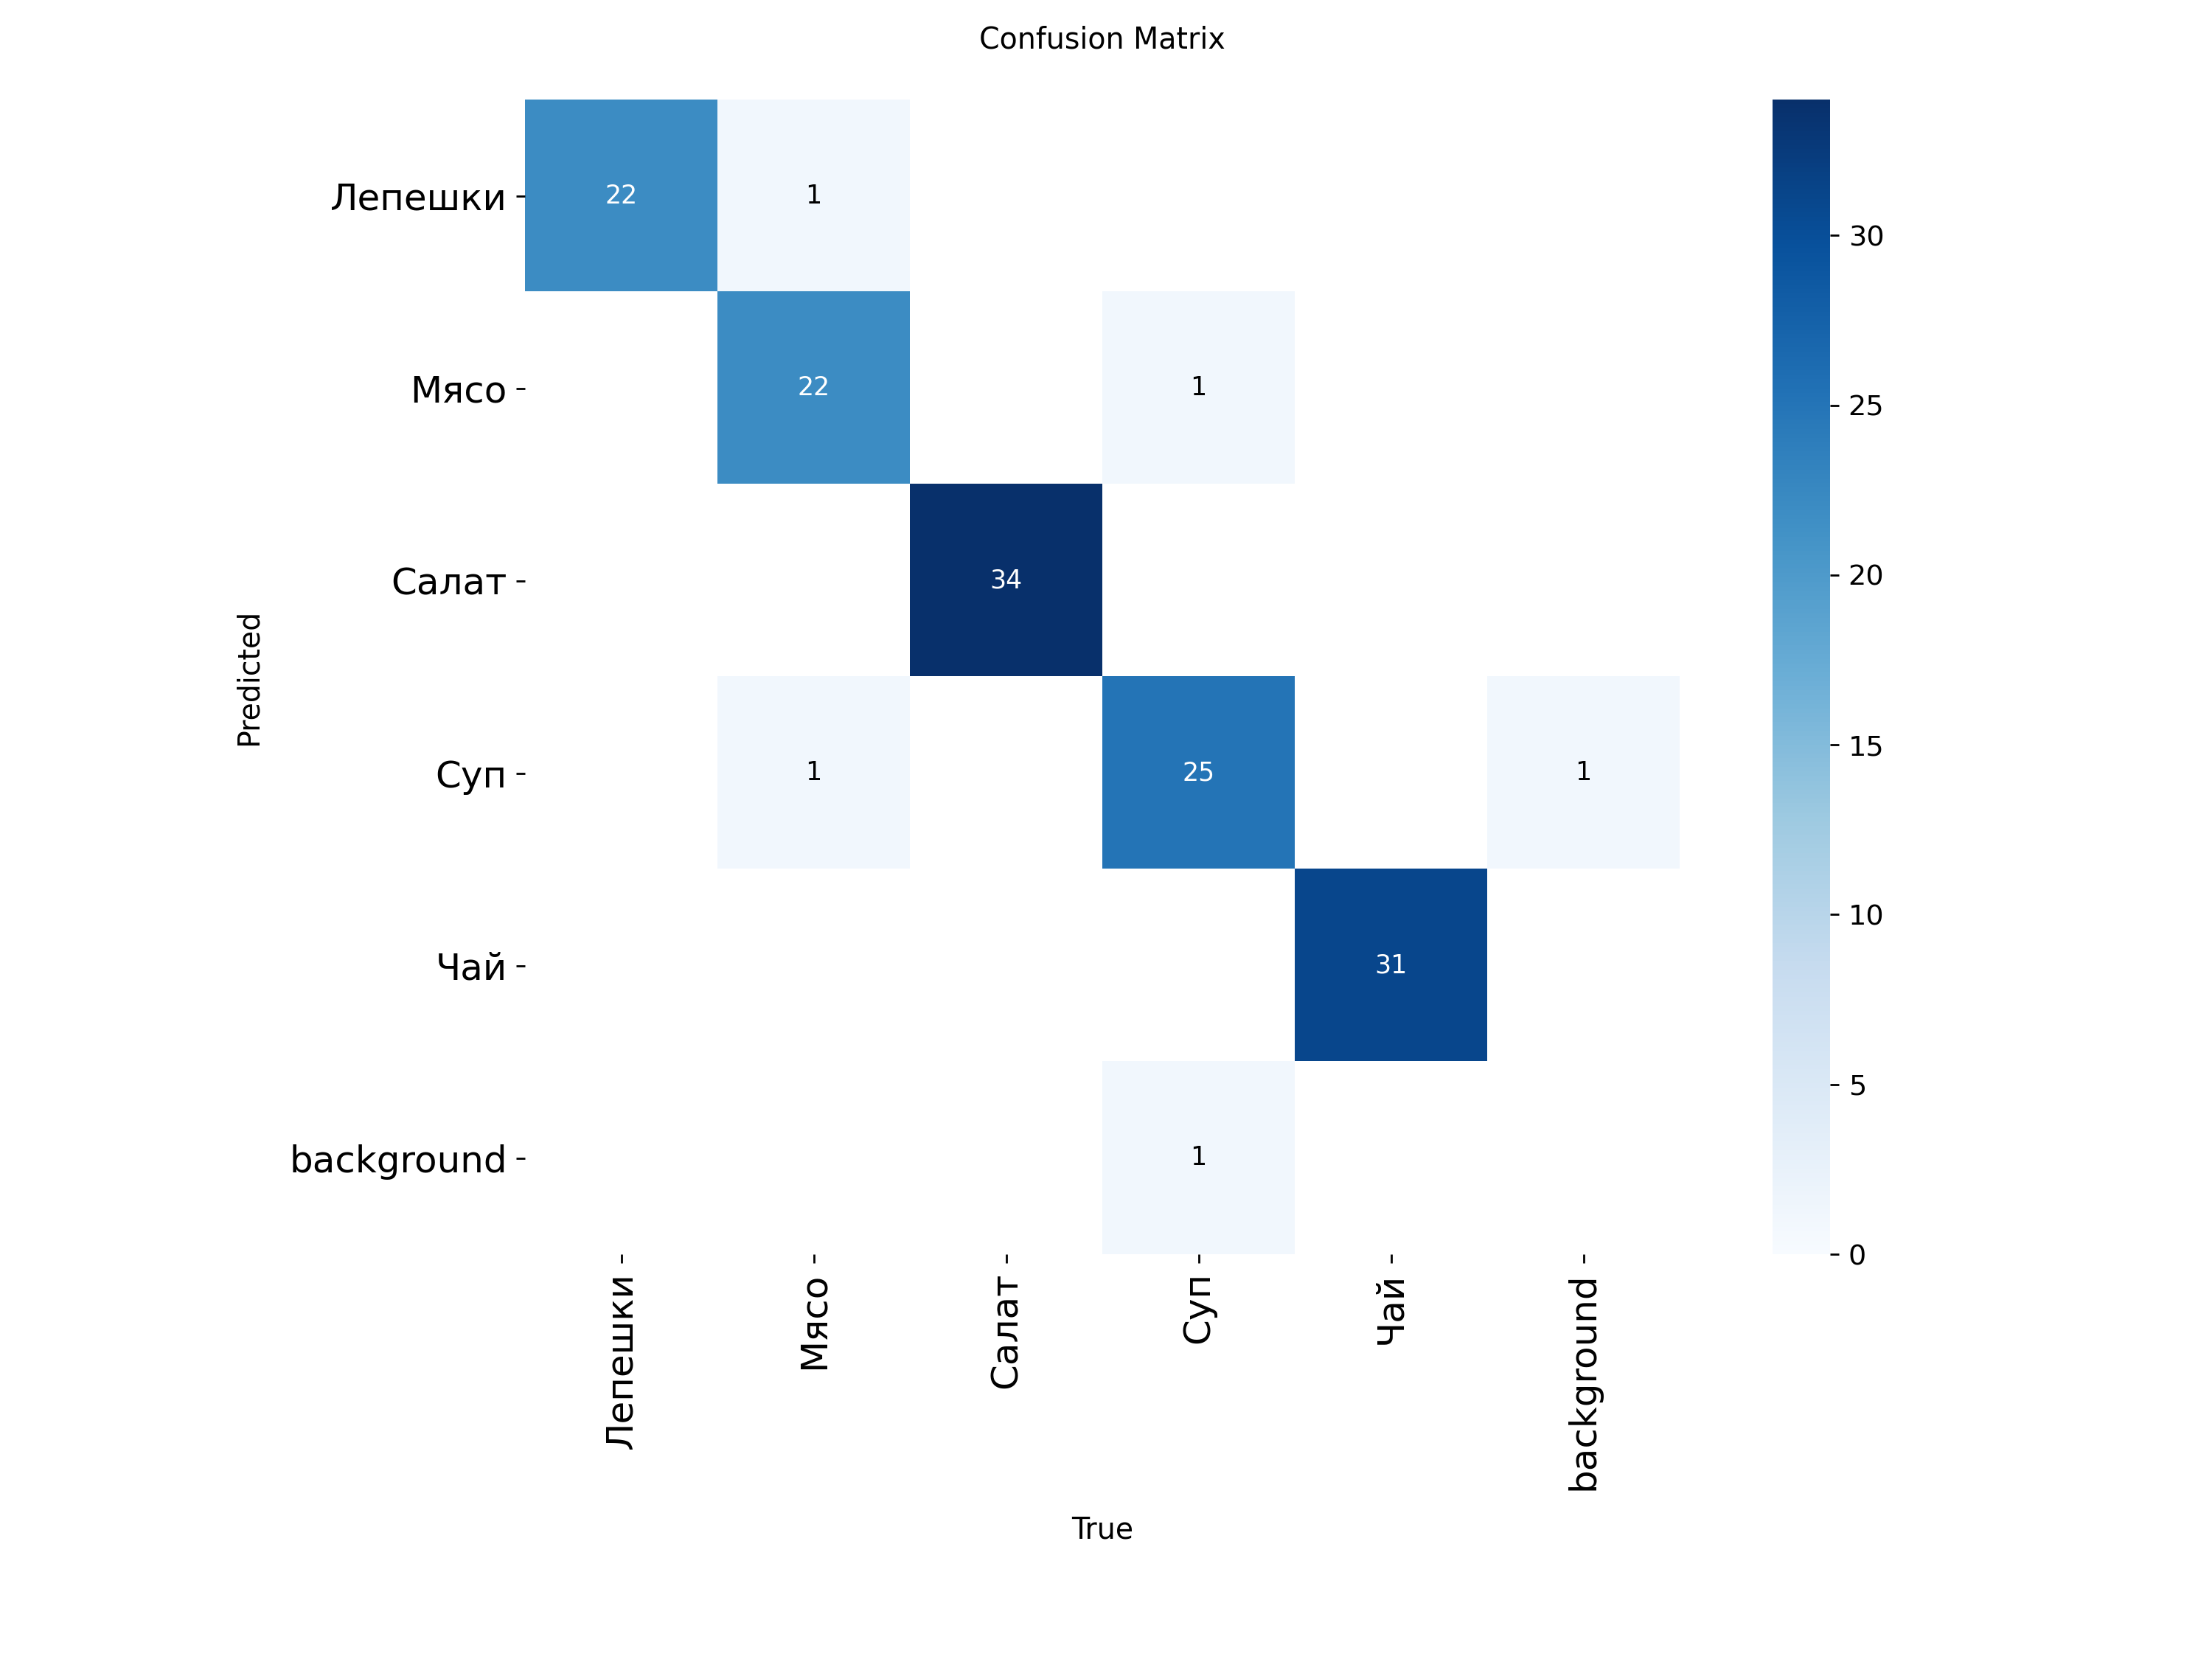 Confusion Matrix
Лепешки
22 1
30
Мясо
22 1
25
Салат
34
20
Predicted
Суп
1 25 1
15
Чай
31
10
background
1
5
0
Лепешки
Мясо
Салат
Суп
Чай
background
True